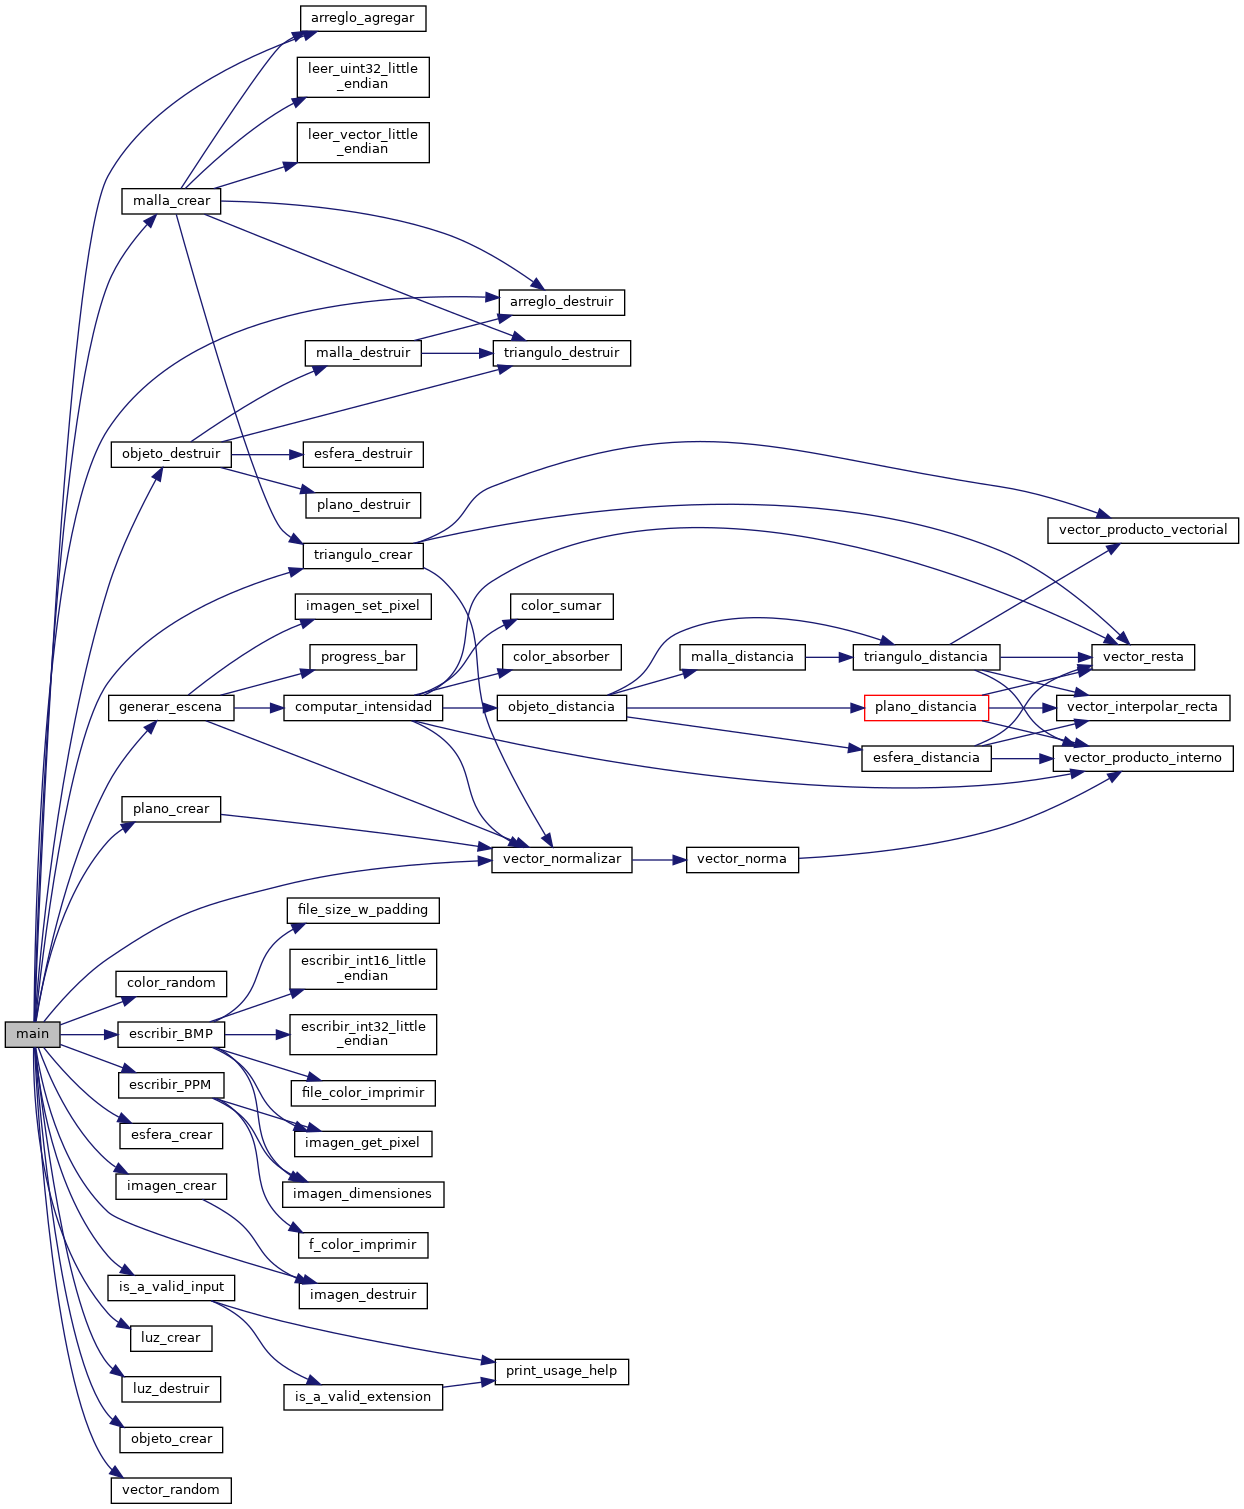 arreglo_agregar
leer_uint32_little
_endian
leer_vector_little
_endian
malla_crear
arreglo_destruir
malla_destruir
triangulo_destruir
objeto_destruir
esfera_destruir
plano_destruir
vector_producto_vectorial
triangulo_crear
imagen_set_pixel
color_sumar
progress_bar
color_absorber
malla_distancia
triangulo_distancia
vector_resta
generar_escena
computar_intensidad
objeto_distancia
plano_distancia
vector_interpolar_recta
esfera_distancia
vector_producto_interno
plano_crear
vector_normalizar
vector_norma
file_size_w_padding
escribir_int16_little
_endian
color_random
main
escribir_BMP
escribir_int32_little
_endian
escribir_PPM
file_color_imprimir
esfera_crear
imagen_get_pixel
imagen_crear
imagen_dimensiones
f_color_imprimir
is_a_valid_input
imagen_destruir
luz_crear
print_usage_help
luz_destruir
is_a_valid_extension
objeto_crear
vector_random